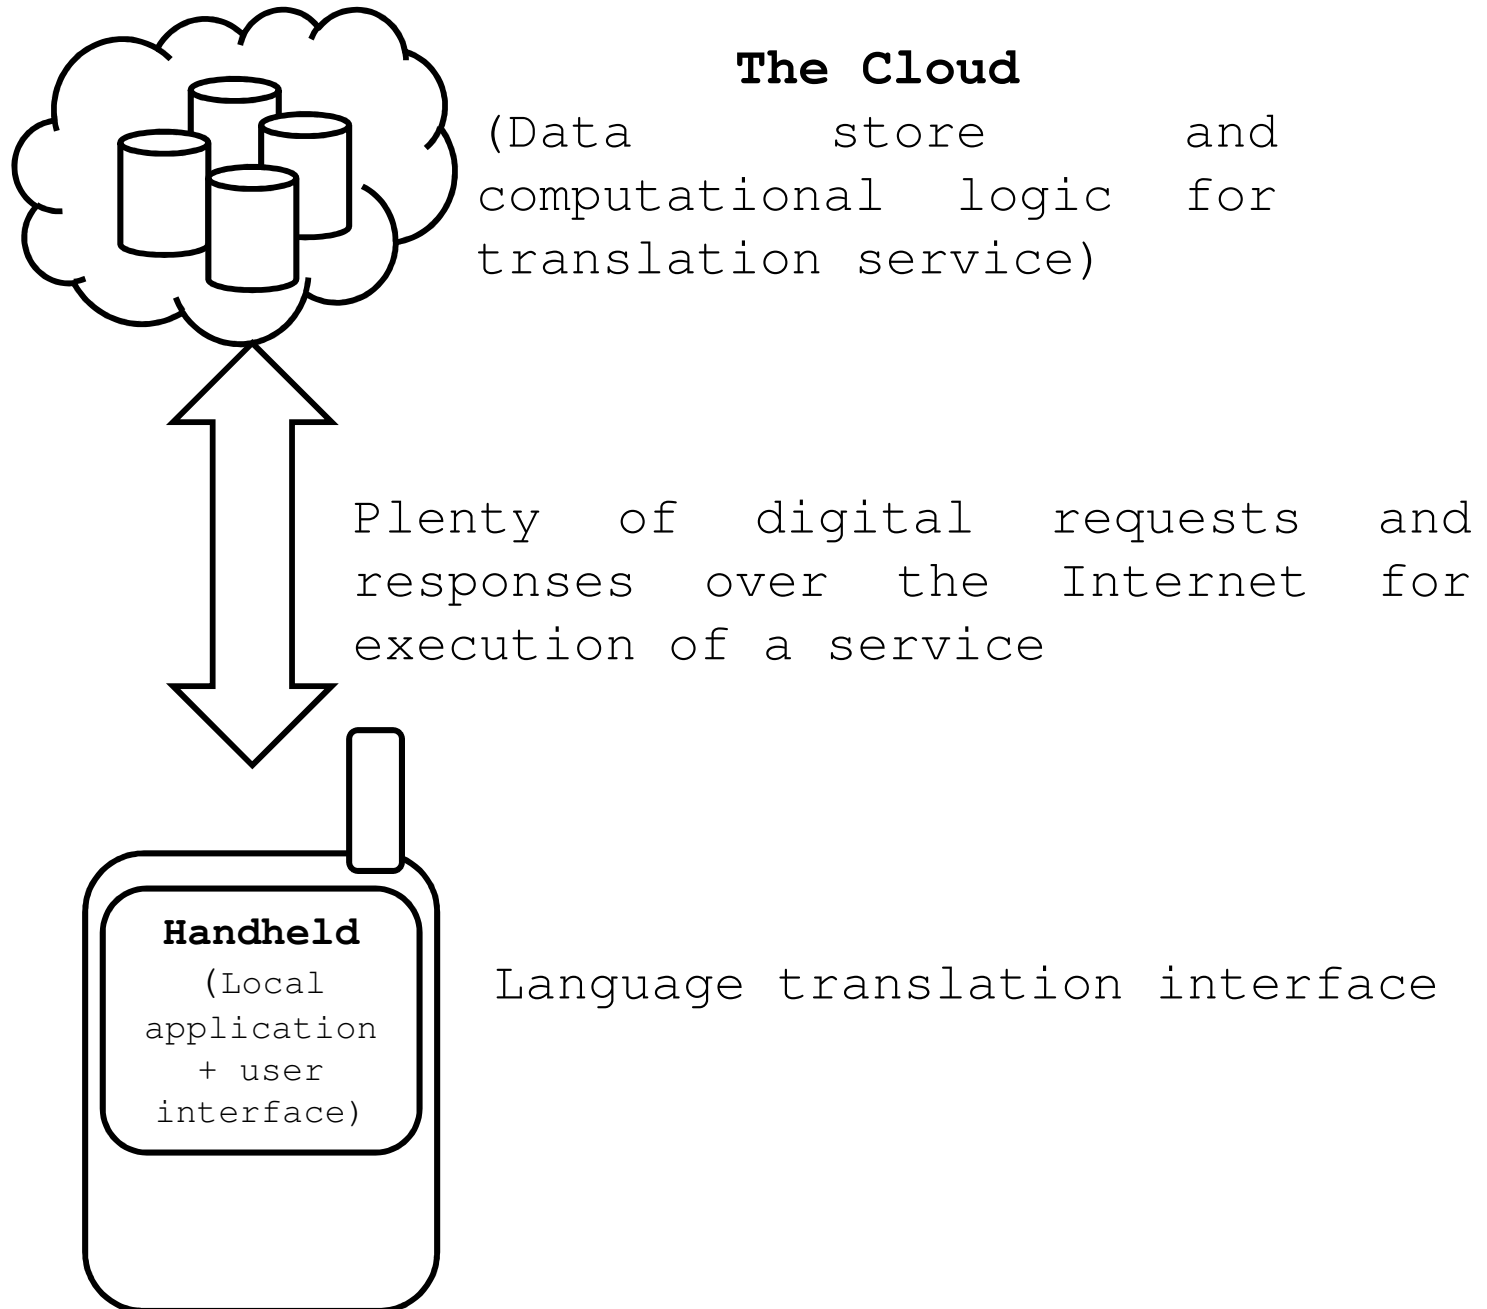 The Cloud
(Data store and
computational logic for
translation service)
Plenty of digital requests and
responses over the Internet for
execution of a service
Handheld
(Local
application
+ user
interface)
Language translation interface